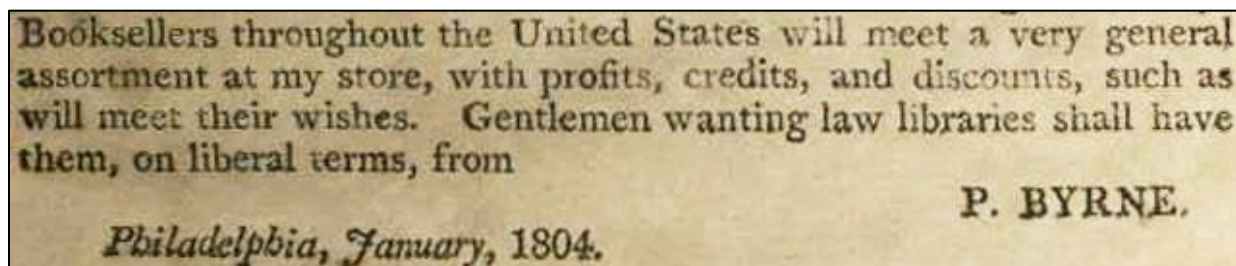 Booksellers throughout the United States will meet a very general
assortment at my store, with profits, credits, and discounts, such as
will meet their wishes. Gentlemen wanting law libraries shall have
them, on liberal terms, from
P. BYRNE.
Philadelphia, January, 1804.